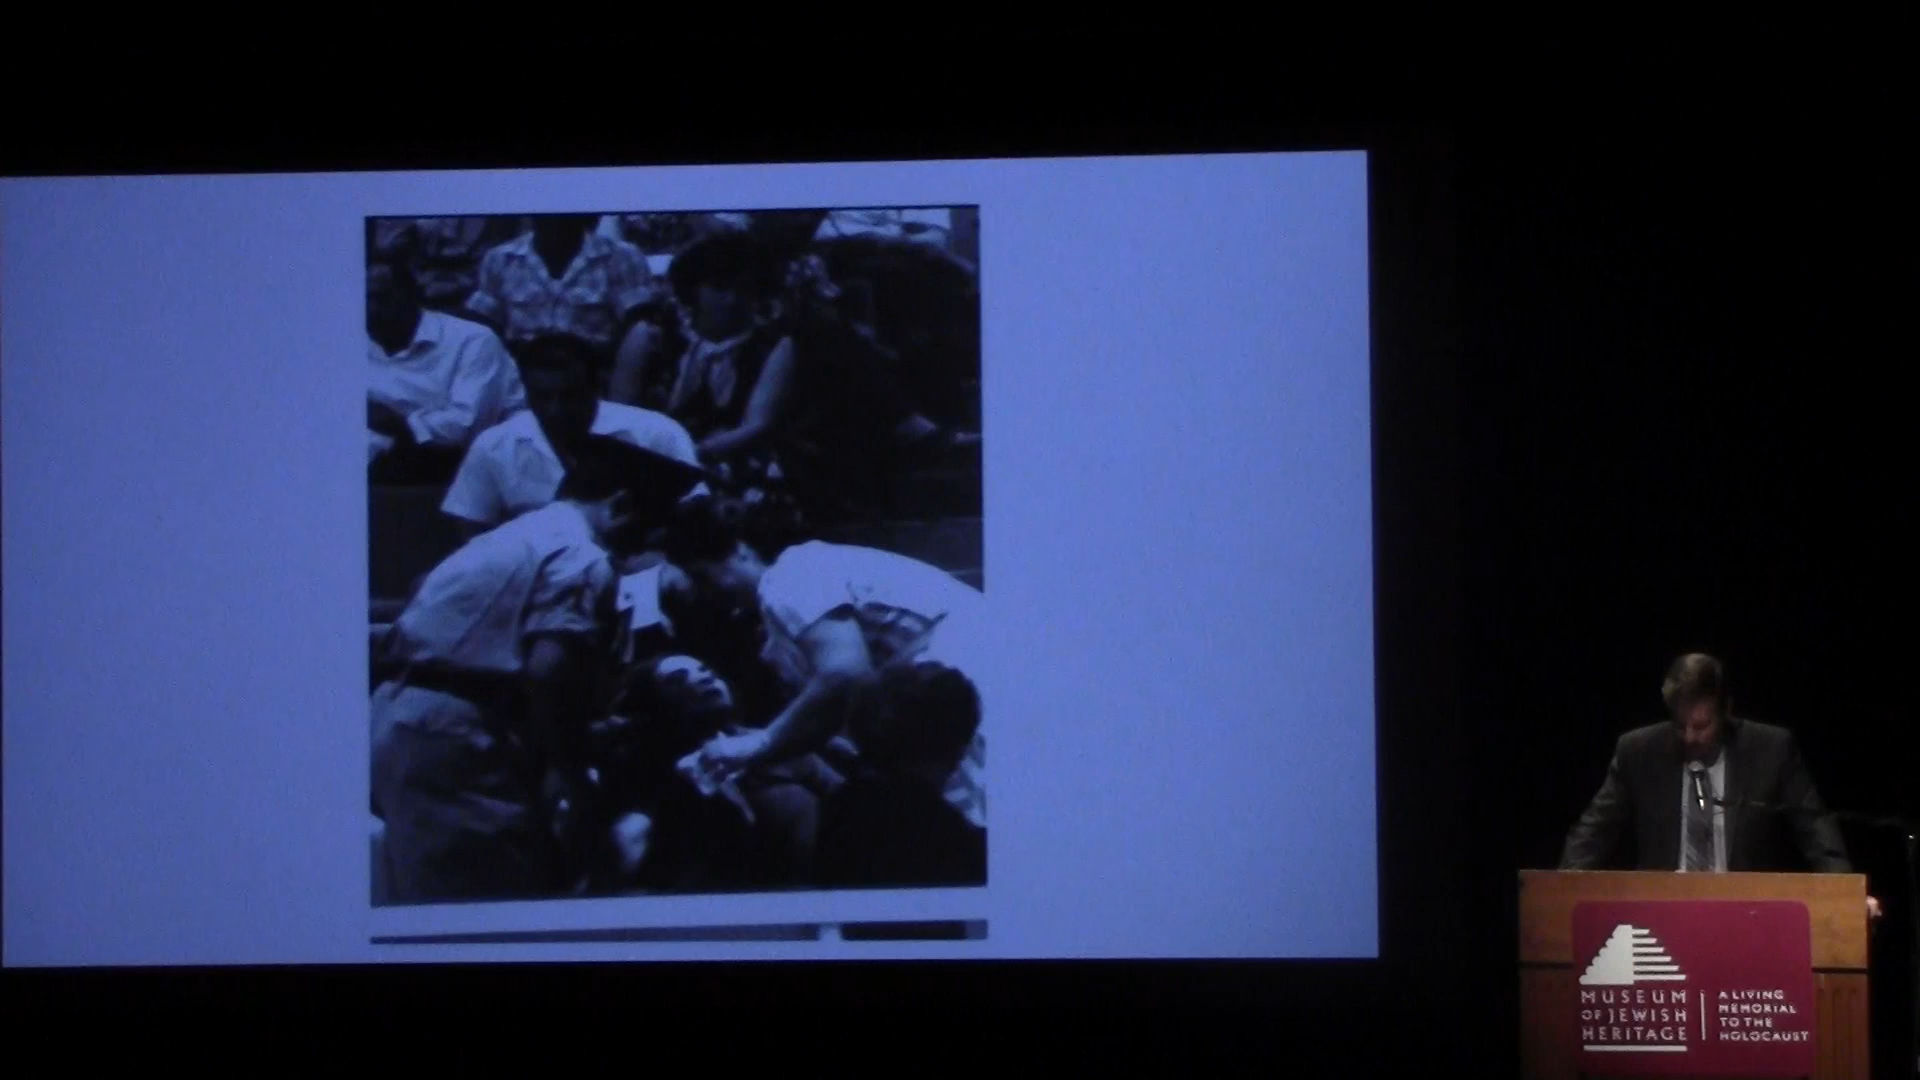 MUSEUM
OF JEWISH
HERITAGE
A LIVING
MEMORIAL
TO THE
HOLOCAUST